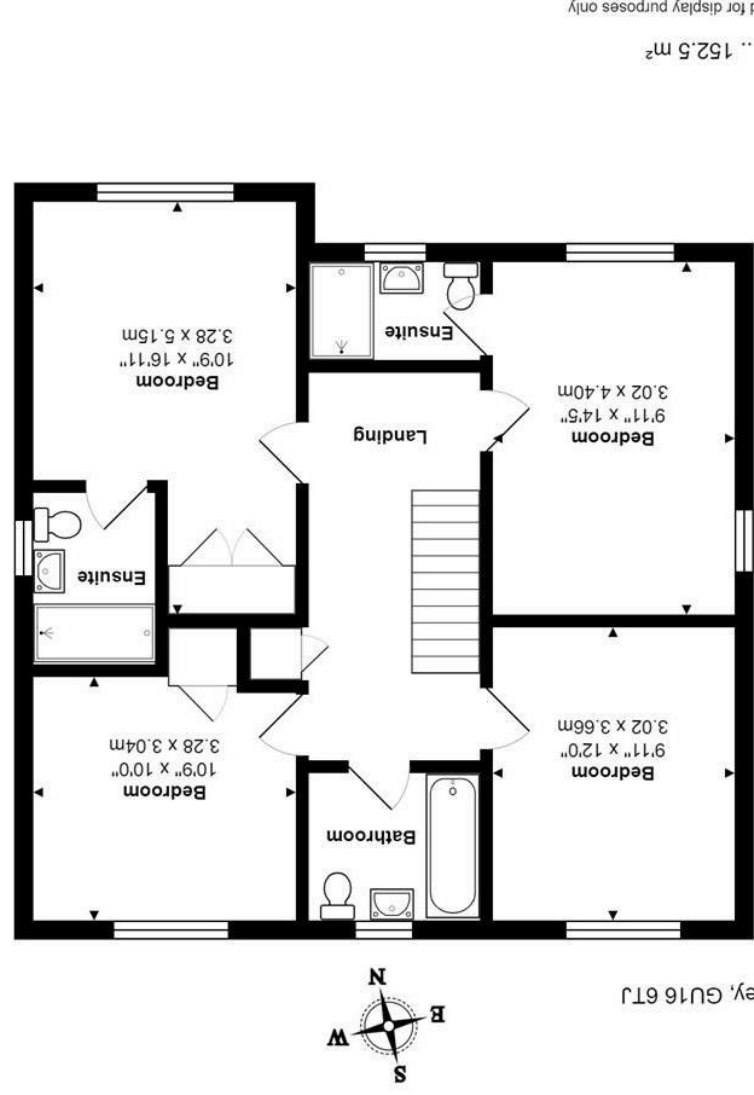 ey, GU16 6TJ
S
E
W
N
Bathroom
Bedroom
9'11" x 12'0"
3.02 x 3.66m
Bedroom
10'9" x 10'0"
3.28 x 3.04m
Ensuite
Bedroom
9'11" x 14'5"
3.02 x 4.40m
Landing
Bedroom
10'9" x 16'11"
3.28 x 5.15m
Ensuite
.. 152.5 m²
d for display purposes only